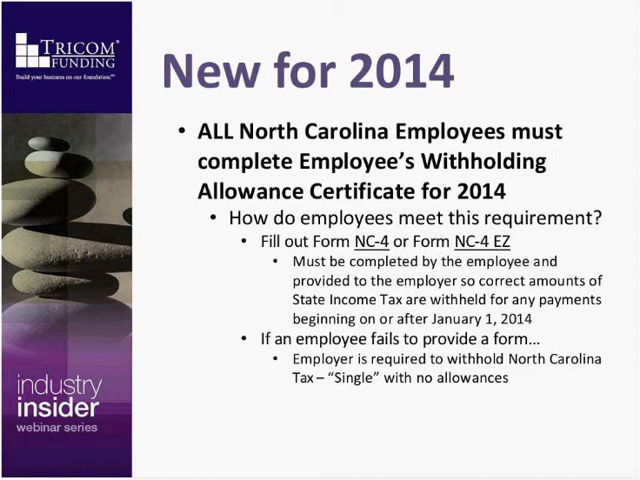 TRICOM®
FUNDING
Build your business on our foundation.℠
New for 2014
• ALL North Carolina Employees must
complete Employee's Withholding
Allowance Certificate for 2014
• How do employees meet this requirement?
• Fill out Form NC-4 or Form NC-4 EZ
• Must be completed by the employee and
provided to the employer so correct amounts of
State Income Tax are withheld for any payments
beginning on or after January 1, 2014
• If an employee fails to provide a form…
• Employer is required to withhold North Carolina
Tax – “Single” with no allowances
industry
insider
webinar series